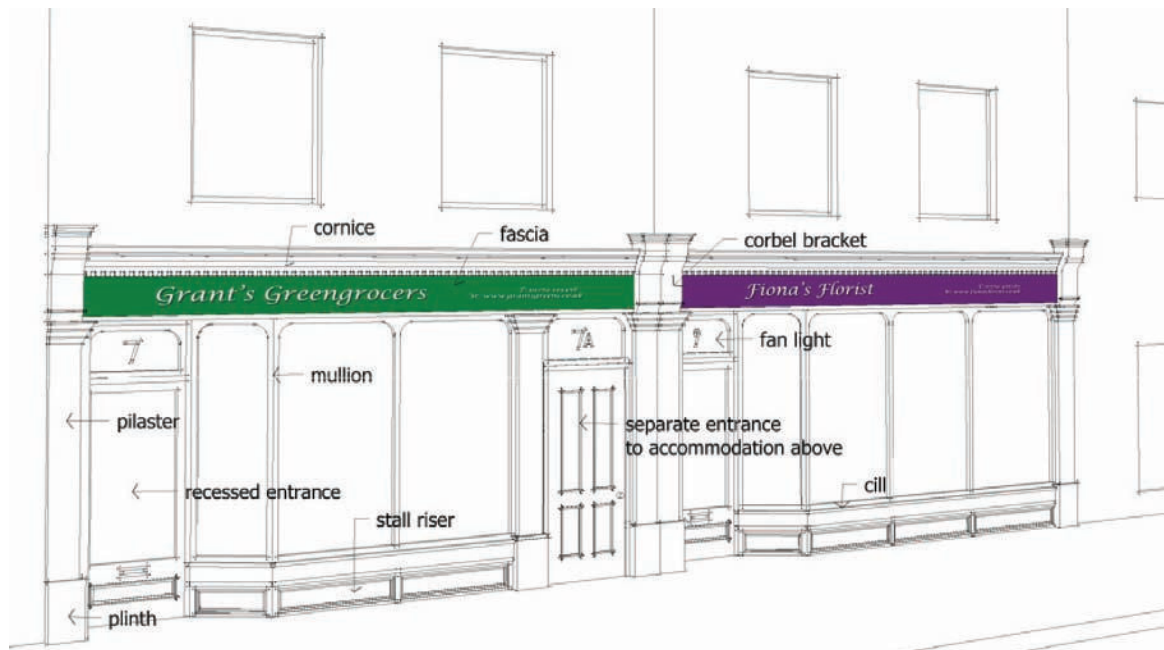 cornice
fascia
corbel bracket
Grant's Greengrocers
Fiona's Florist
7
7A
9
fan light
mullion
pilaster
separate entrance
to accommodation above
recessed entrance
cill
stall riser
plinth